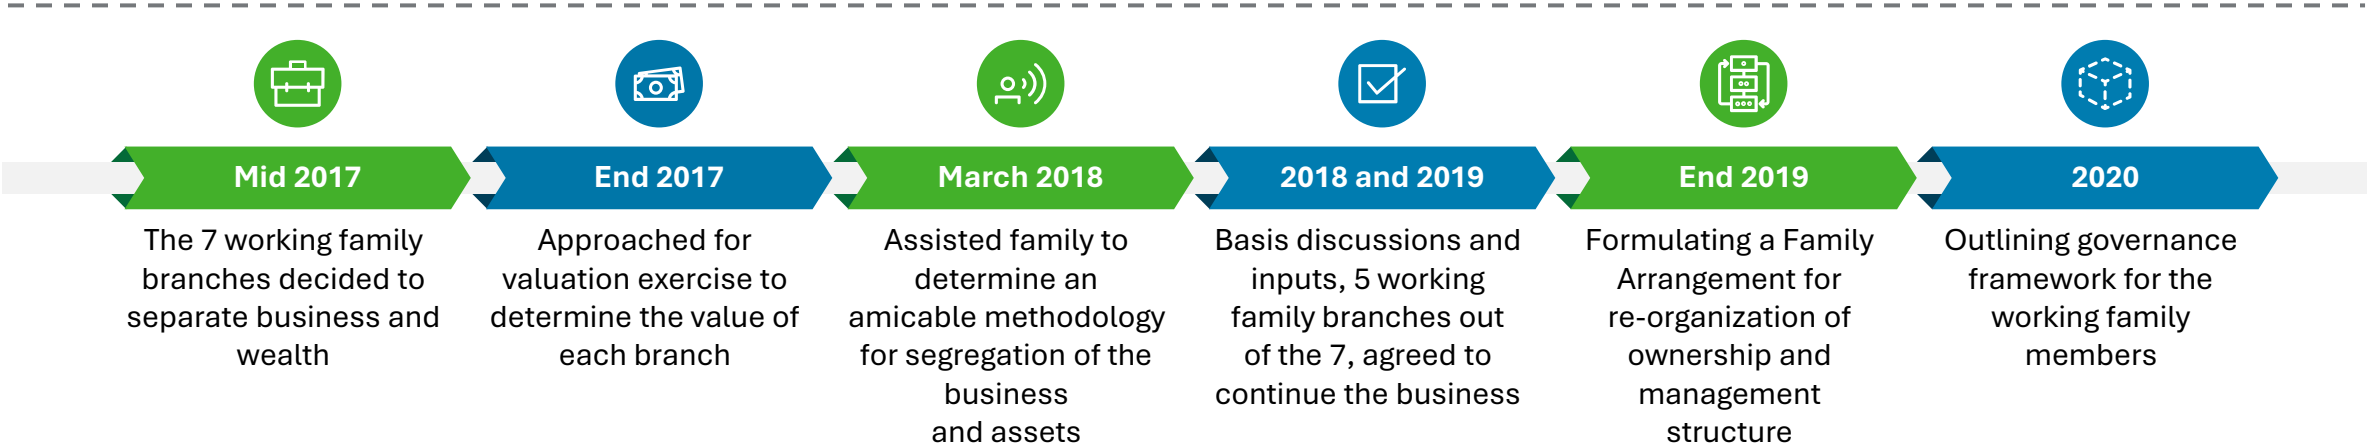 Mid 2017
The 7 working family
branches decided to
separate business and
wealth
End 2017
Approached for
valuation exercise to
determine the value of
each branch
March 2018
Assisted family to
determine an
amicable methodology
for segregation of the
business
and assets
2018 and 2019
Basis discussions and
inputs, 5 working
family branches out
of the 7, agreed to
continue the business
End 2019
Formulating a Family
Arrangement for
re-organization of
ownership and
management
structure
2020
Outlining governance
framework for the
working family
members